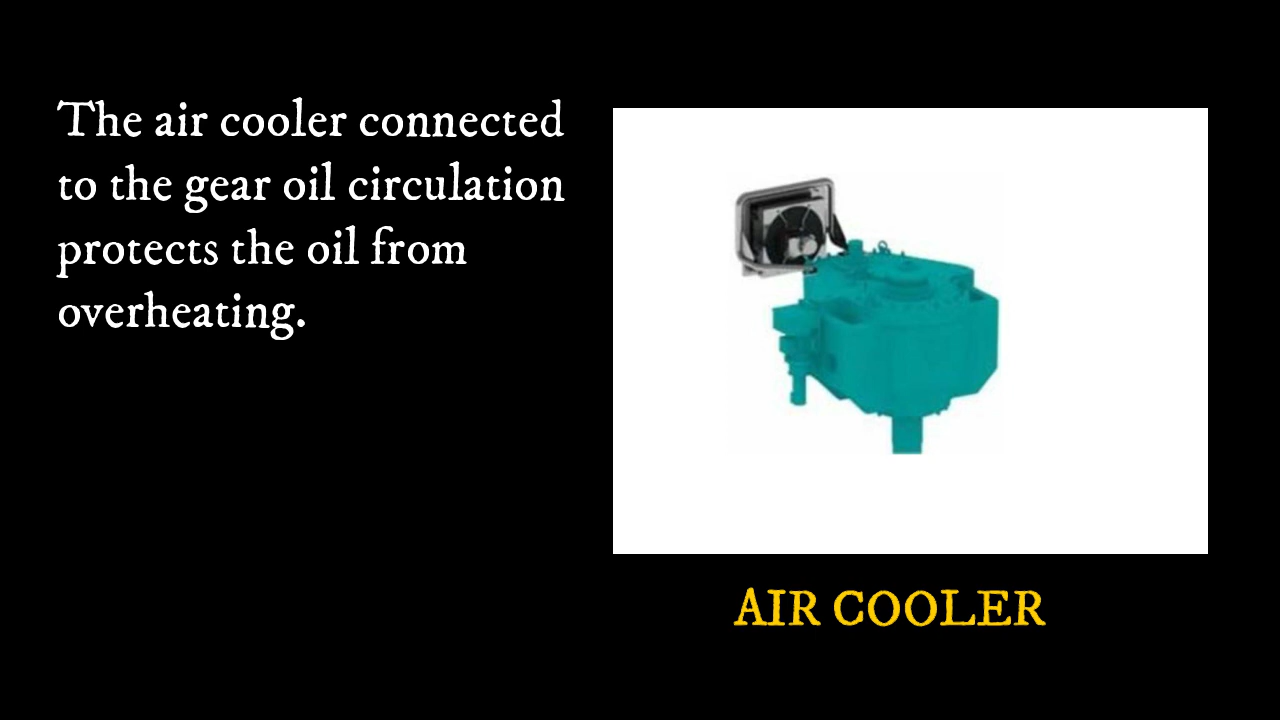 The air cooler connected
to the gear oil circulation
protects the oil from
overheating.
AIR COOLER